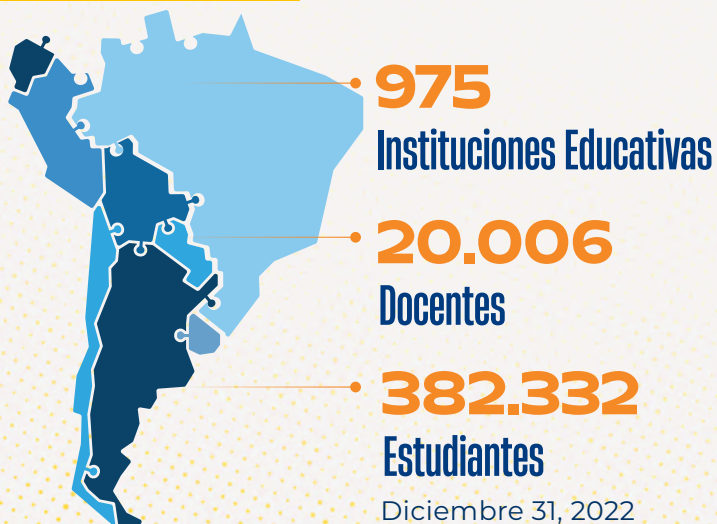 975
Instituciones Educativas
20.006
Docentes
382.332
Estudiantes
Diciembre 31, 2022